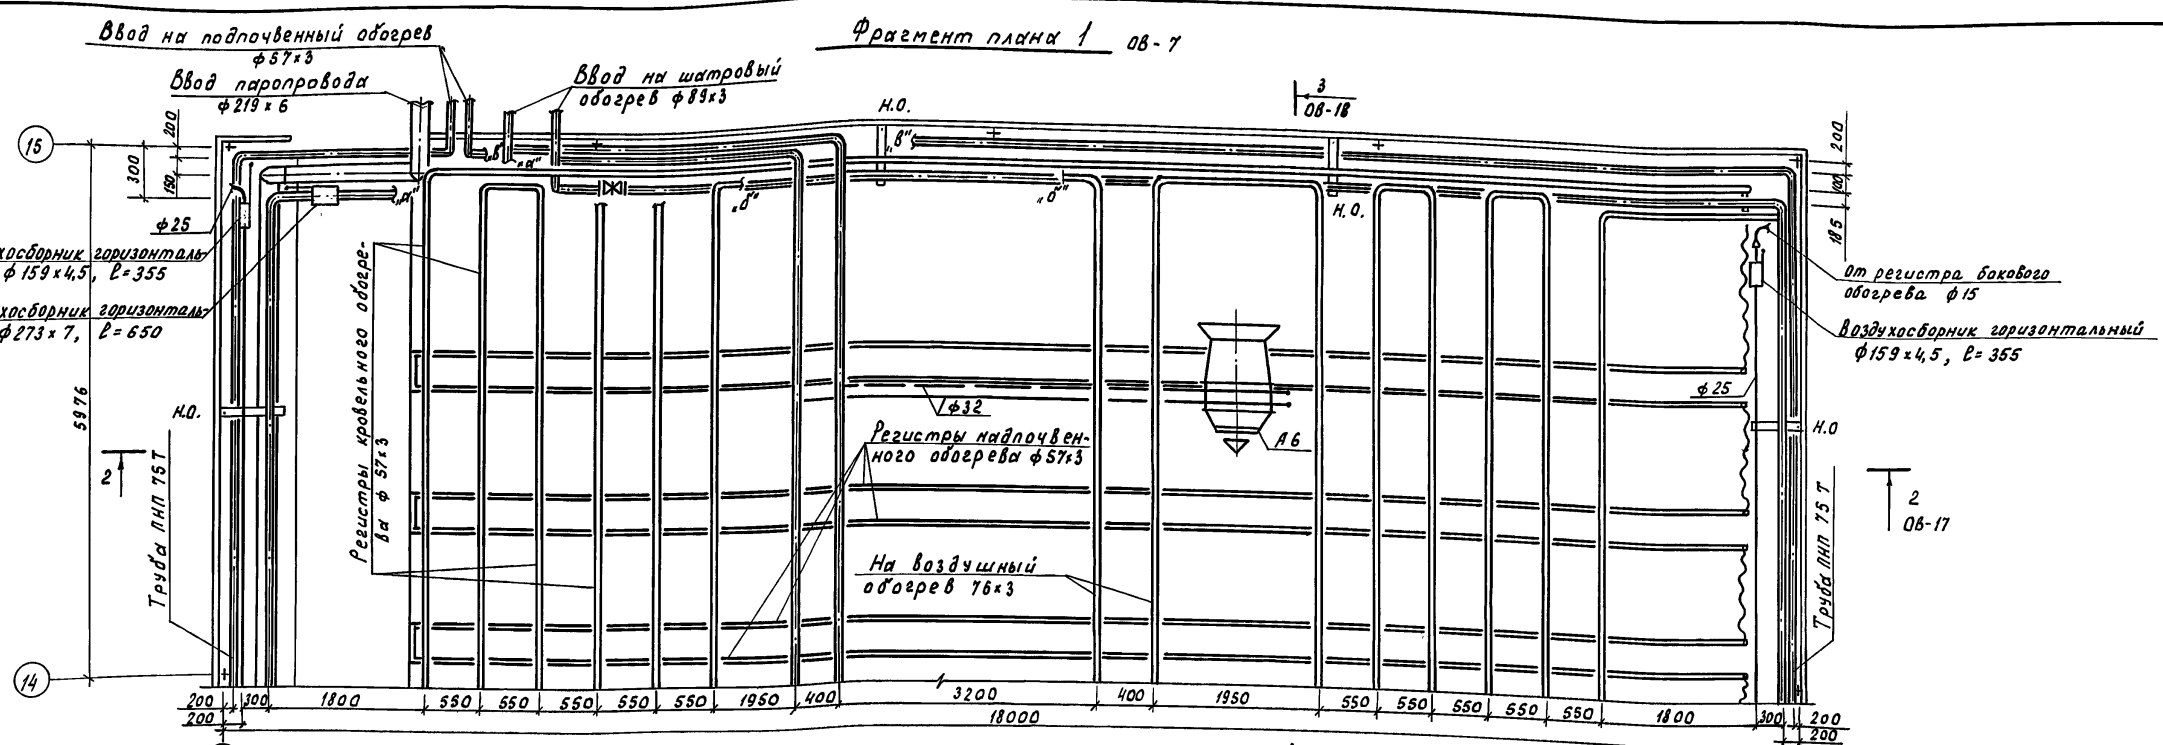 Фрагмент плана 1 ОВ-7
Ввод на подпочвенный обогрев
ф57×3
Ввод паропровода
ф219×6
Ввод на шатровый
обогрев ф89×3
Н.О.
3
ОВ-18
15
200
300
150
"в"
"а"
"в"
"а"
"б"
"б"
Н.О.
200
100
185
ф25
хосборник горизонталь-
ф159×4,5, ℓ=355
хосборник горизонталь-
ф273×7, ℓ=650
от регистра бокового
обогрева ф15
Воздухосборник горизонтальный
ф159×4,5, ℓ=355
ф25
5976
Н.О.
Н.О
2
Труба ПНП 75Т
Регистры кровельного обогре-
ва ф57×3
ф32
Регистры надпочвен-
ного обогрева ф57×3
А6
На воздушный
обогрев 76×3
Труба ПНП 75Т
2
ОВ-17
14
200 300 1800 550 550 550 550 550 1950 400 3200 400 1950 550 550 550 550 550 1800 300 200
200 18000 200